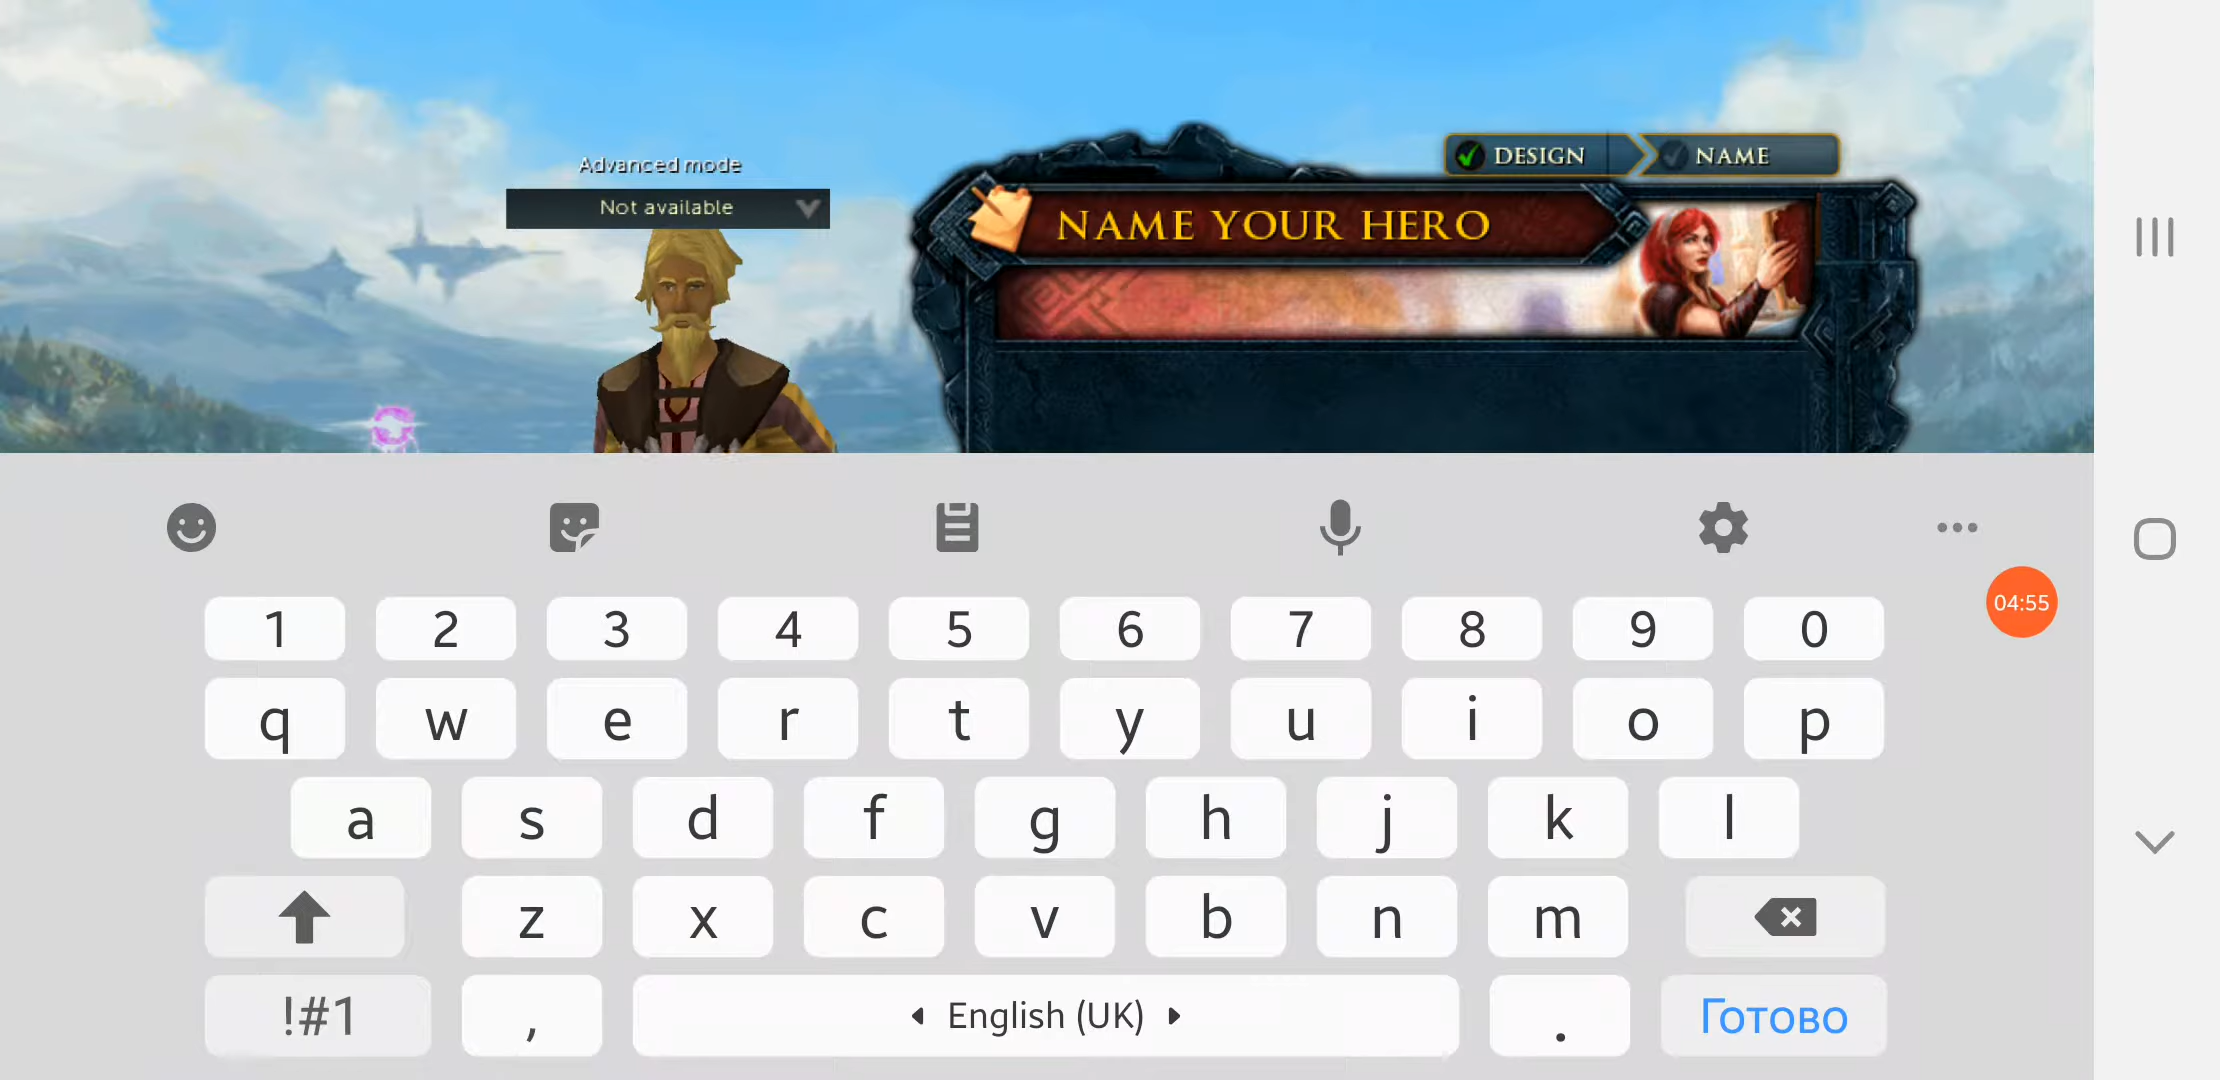 Advanced mode
Not available
DESIGN
NAME
NAME YOUR HERO
04:55
1 2 3 4 5 6 7 8 9 0
q w e r t y u i o p
a s d f g h j k l
z x c v b n m
!#1 , English (UK) . Готово